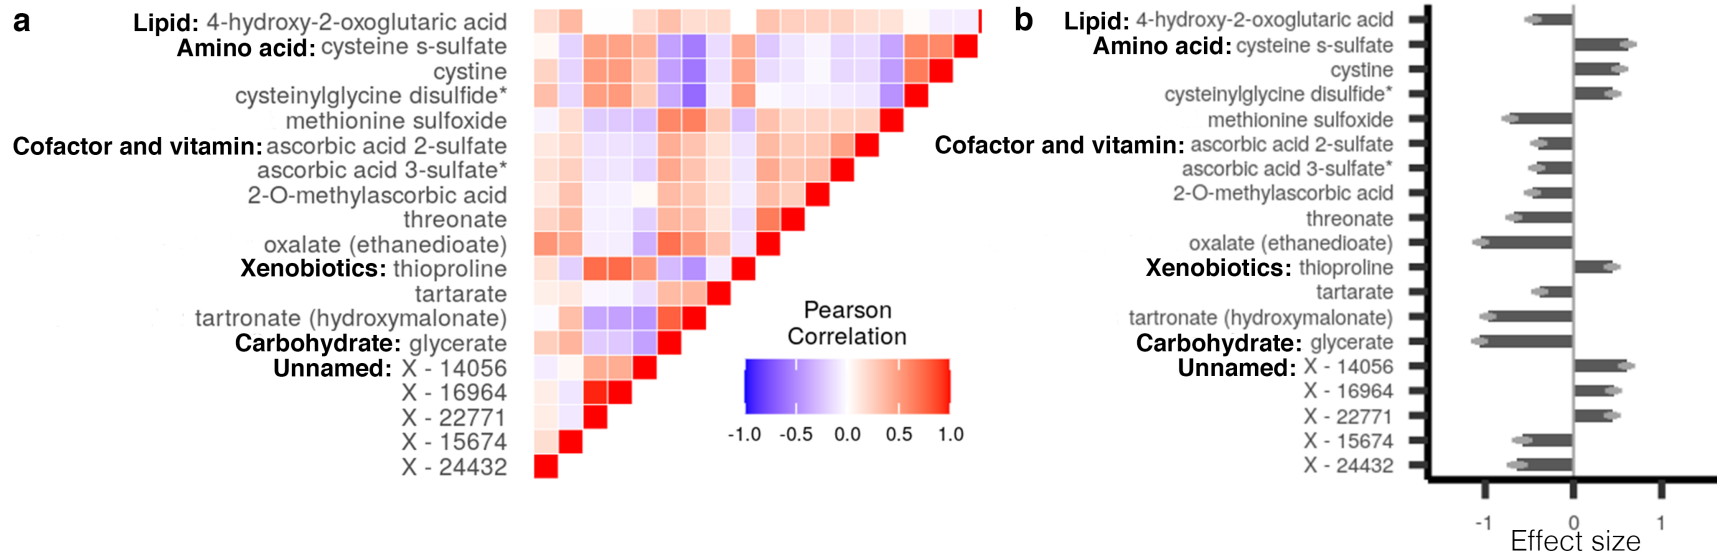 a
Lipid: 4-hydroxy-2-oxoglutaric acid
Amino acid: cysteine s-sulfate
cystine
cysteinylglycine disulfide*
methionine sulfoxide
Cofactor and vitamin: ascorbic acid 2-sulfate
ascorbic acid 3-sulfate*
2-O-methylascorbic acid
threonate
oxalate (ethanedioate)
Xenobiotics: thioproline
tartarate
tartronate (hydroxymalonate)
Carbohydrate: glycerate
Unnamed: X - 14056
X - 16964
X - 22771
X - 15674
X - 24432
Pearson
Correlation
-1.0 -0.5 0.0 0.5 1.0
b
Lipid: 4-hydroxy-2-oxoglutaric acid
Amino acid: cysteine s-sulfate
cystine
cysteinylglycine disulfide*
methionine sulfoxide
Cofactor and vitamin: ascorbic acid 2-sulfate
ascorbic acid 3-sulfate*
2-O-methylascorbic acid
threonate
oxalate (ethanedioate)
Xenobiotics: thioproline
tartarate
tartronate (hydroxymalonate)
Carbohydrate: glycerate
Unnamed: X - 14056
X - 16964
X - 22771
X - 15674
X - 24432
-1 0 1
Effect size